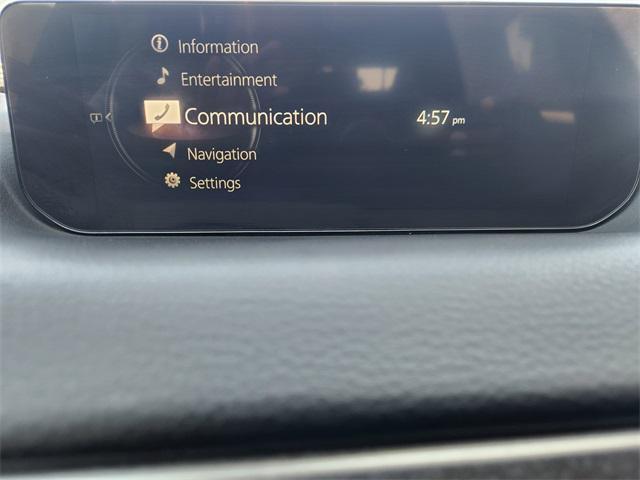 Information
Entertainment
Communication
4:57 pm
Navigation
Settings